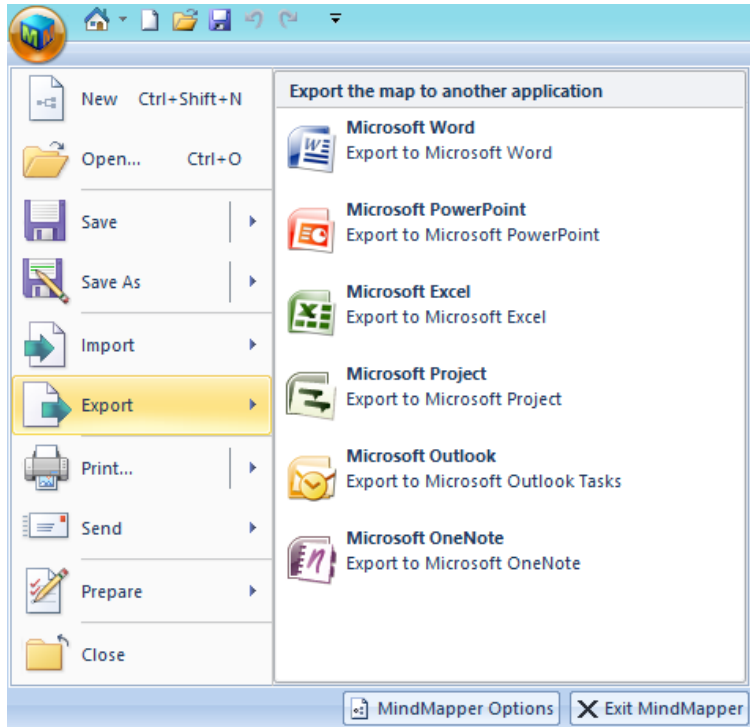 New Ctrl+Shift+N
Open... Ctrl+O
Save
Save As
Import
Export
Print...
Send
Prepare
Close
Export the map to another application
Microsoft Word
Export to Microsoft Word
Microsoft PowerPoint
Export to Microsoft PowerPoint
Microsoft Excel
Export to Microsoft Excel
Microsoft Project
Export to Microsoft Project
Microsoft Outlook
Export to Microsoft Outlook Tasks
Microsoft OneNote
Export to Microsoft OneNote
MindMapper Options
Exit MindMapper